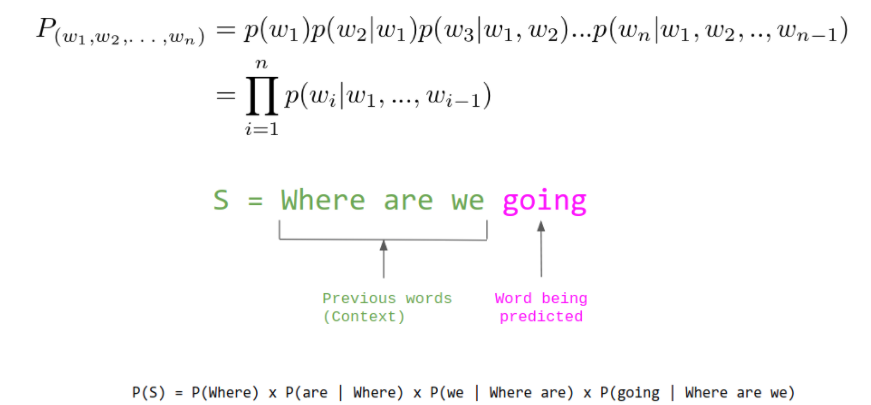 P(w₁,w₂,...,wₙ) = p(w₁)p(w₂|w₁)p(w₃|w₁, w₂)...p(wₙ|w₁, w₂, .., wₙ₋₁)
= ∏ᵢ₌₁ⁿ p(wᵢ|w₁, ..., wᵢ₋₁)
S = Where are we going
Previous words
(Context)
Word being
predicted
P(S) = P(Where) x P(are | Where) x P(we | Where are) x P(going | Where are we)